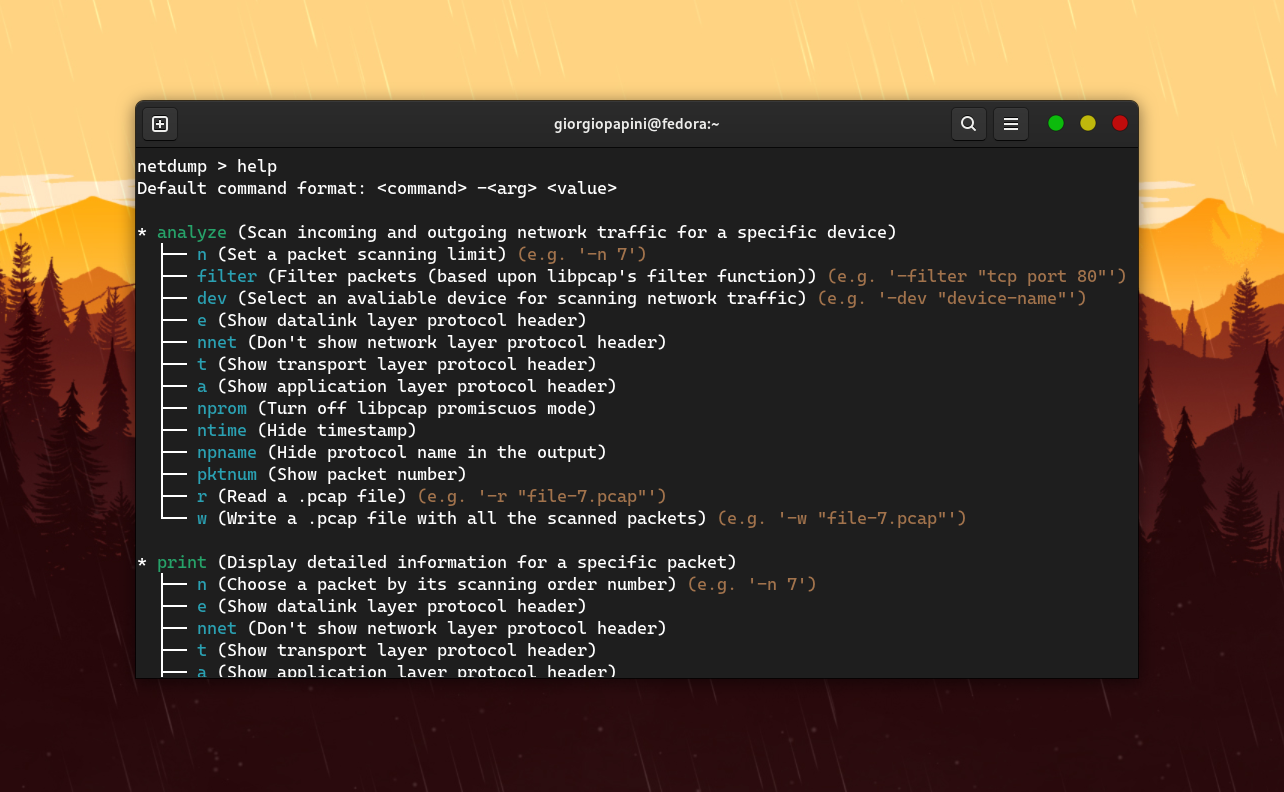 giorgiopapini@fedora:~
netdump > help
Default command format: <command> -<arg> <value>
* analyze (Scan incoming and outgoing network traffic for a specific device)
n (Set a packet scanning limit) (e.g. '-n 7')
filter (Filter packets (based upon libpcap's filter function)) (e.g. '-filter "tcp port 80"')
dev (Select an avaliable device for scanning network traffic) (e.g. '-dev "device-name"')
e (Show datalink layer protocol header)
nnet (Don't show network layer protocol header)
t (Show transport layer protocol header)
a (Show application layer protocol header)
nprom (Turn off libpcap promiscuos mode)
ntime (Hide timestamp)
npname (Hide protocol name in the output)
pktnum (Show packet number)
r (Read a .pcap file) (e.g. '-r "file-7.pcap"')
w (Write a .pcap file with all the scanned packets) (e.g. '-w "file-7.pcap"')
* print (Display detailed information for a specific packet)
n (Choose a packet by its scanning order number) (e.g. '-n 7')
e (Show datalink layer protocol header)
nnet (Don't show network layer protocol header)
t (Show transport layer protocol header)
a (Show application layer protocol header)